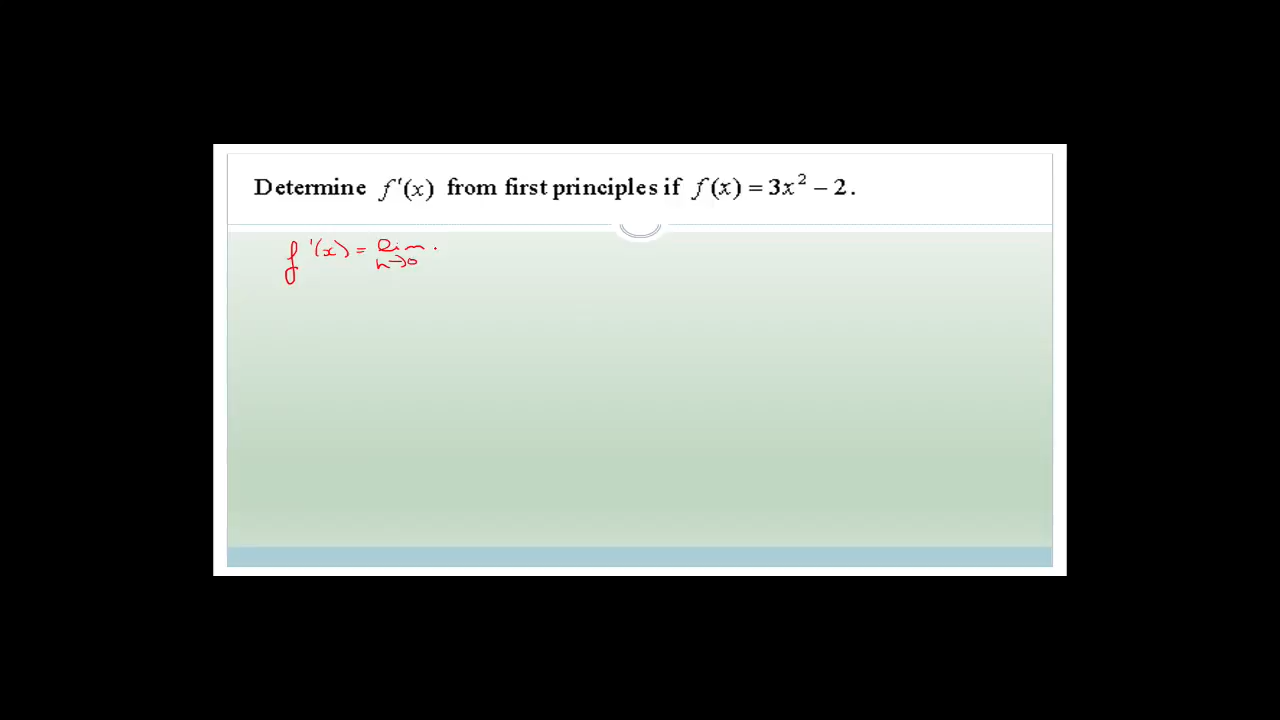 Determine f'(x) from first principles if f(x) = 3x² − 2.
f'(x) = lim
h→0